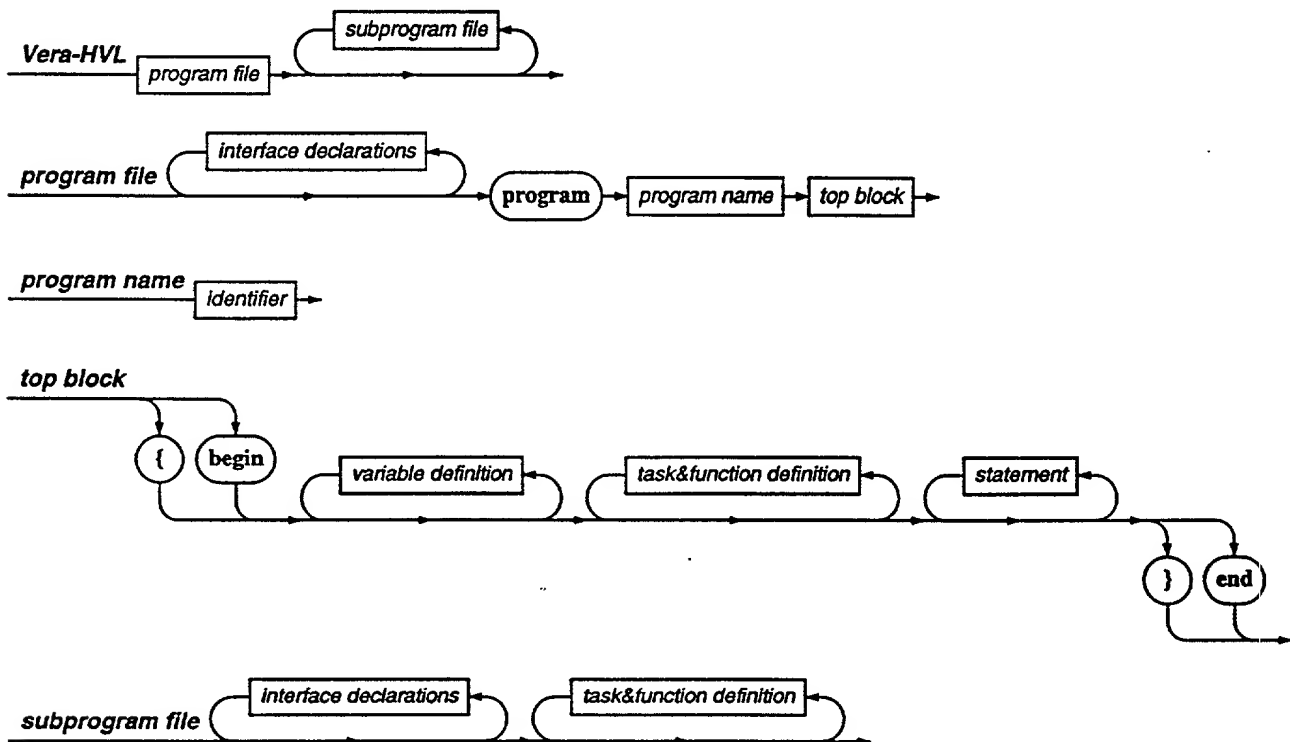 subprogram file
Vera-HVL
program file
interface declarations
program file
program program name top block
program name
identifier
top block
{ begin
variable definition task&function definition statement
} end
interface declarations task&function definition
subprogram file